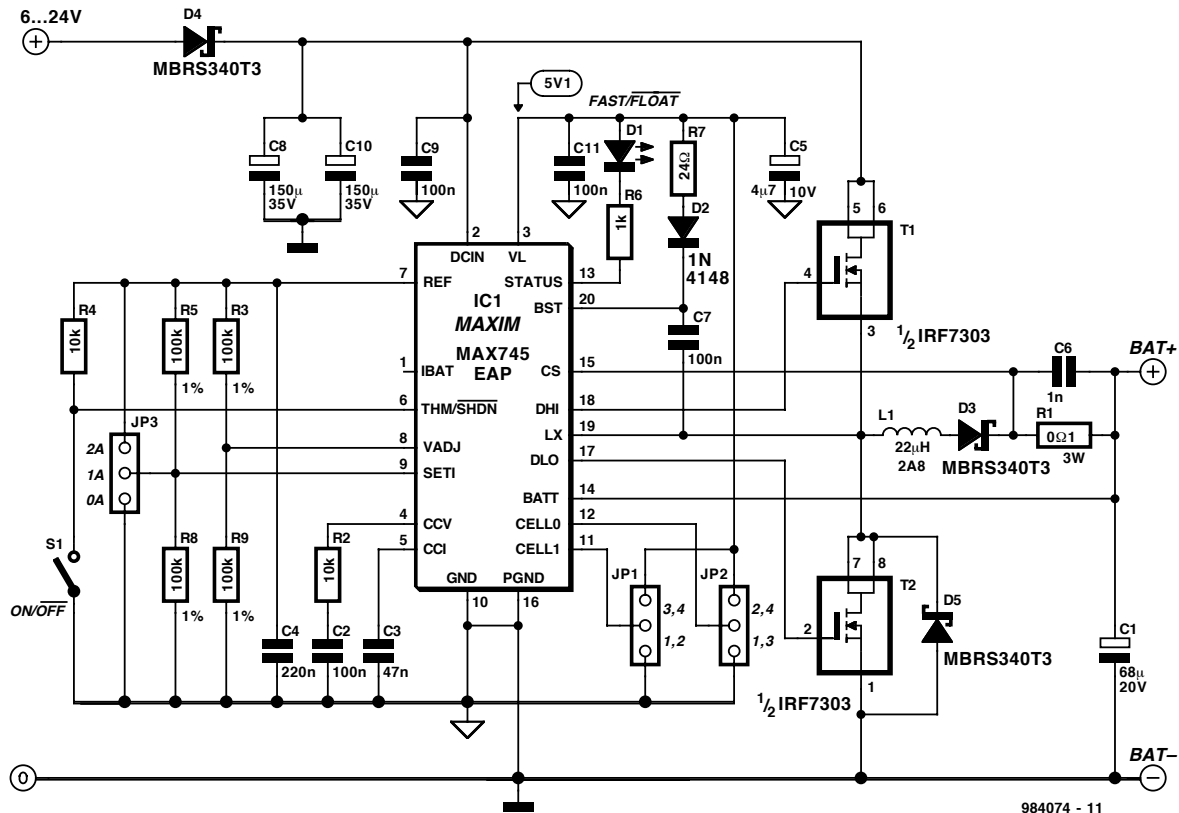 6...24V
D4
MBRS340T3
5V1
FAST/FLOAT
C8
150µ
35V
C10
150µ
35V
C9
100n
C11
100n
D1
R6
1k
R7
24Ω
D2
1N
4148
C5
4µ7
10V
5
6
T1
4
3
½ IRF7303
2
3
DCIN
VL
7
REF
STATUS
13
IC1
MAXIM
MAX745
EAP
BST
20
C7
100n
1
IBAT
CS
15
6
THM/SHDN
DHI
18
8
VADJ
LX
19
9
SETI
DLO
17
BATT
14
4
CCV
CELL0
12
5
CCI
CELL1
11
GND
PGND
10
16
R4
10k
R5
100k
1%
R3
100k
1%
JP3
2A
1A
0A
S1
ON/OFF
R8
100k
1%
R9
100k
1%
R2
10k
C4
220n
C2
100n
C3
47n
JP1
3,4
1,2
JP2
2,4
1,3
C6
1n
BAT+
L1
22µH
2A8
D3
MBRS340T3
R1
0Ω1
3W
7
8
T2
2
1
½ IRF7303
D5
MBRS340T3
C1
68µ
20V
0
BAT–
984074 - 11